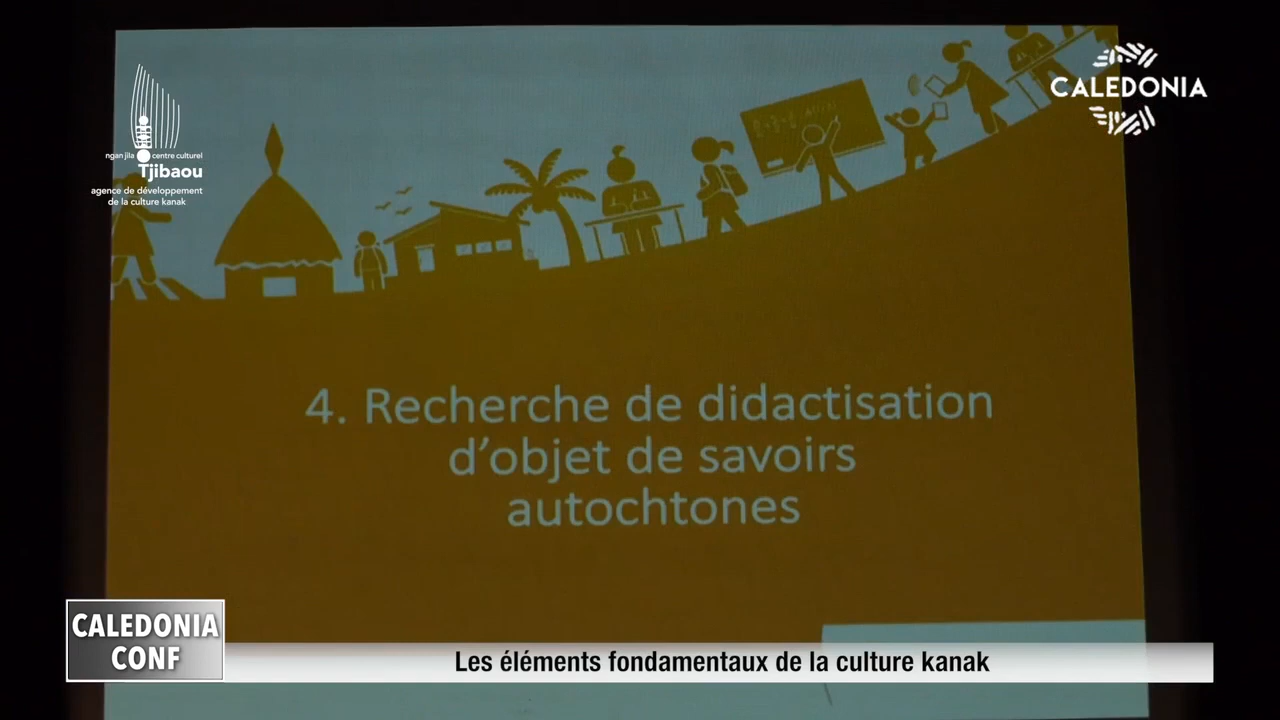 ngan jila centre culturel
Tjibaou
agence de développement
de la culture kanak
CALEDONIA
4. Recherche de didactisation
d'objet de savoirs
autochtones
CALEDONIA
CONF
Les éléments fondamentaux de la culture kanak